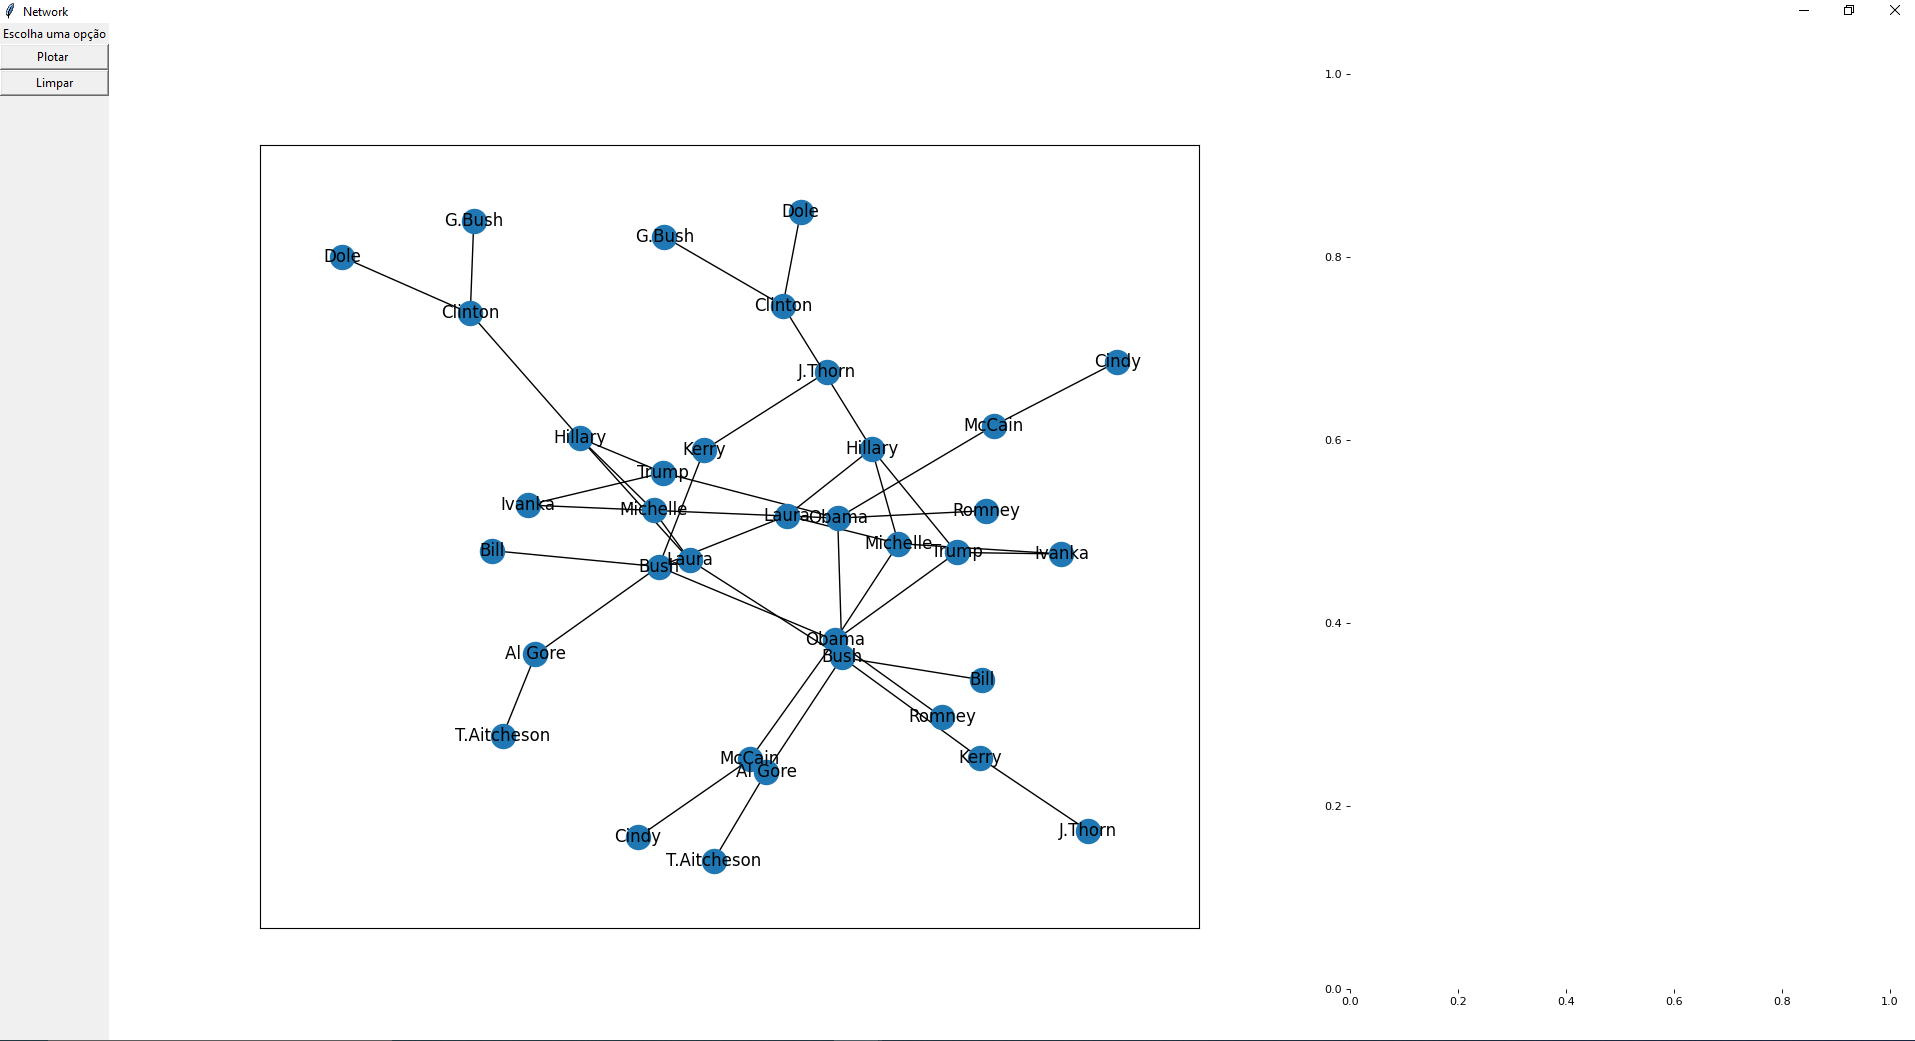 Network
Escolha uma opção
Plotar
Limpar
Dole
G.Bush
G.Bush
Dole
Clinton
Clinton
J.Thorn
Cindy
McCain
Hillary
Kerry
Hillary
Trump
Ivanka
Michelle
Laura
Obama
Romney
Michelle
Trump
Ivanka
Bill
Bush
Laura
Obama
Bush
Al Gore
Bill
Romney
T.Aitcheson
McCain
Al Gore
Kerry
Cindy
T.Aitcheson
J.Thorn
1.0
0.8
0.6
0.4
0.2
0.0
0.0 0.2 0.4 0.6 0.8 1.0